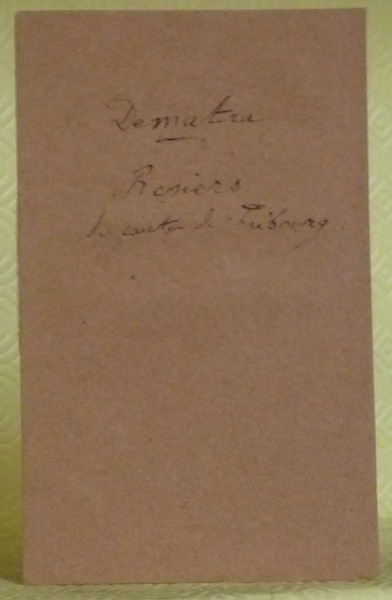 Dematra
Rosiers
du canton de Fribourg.